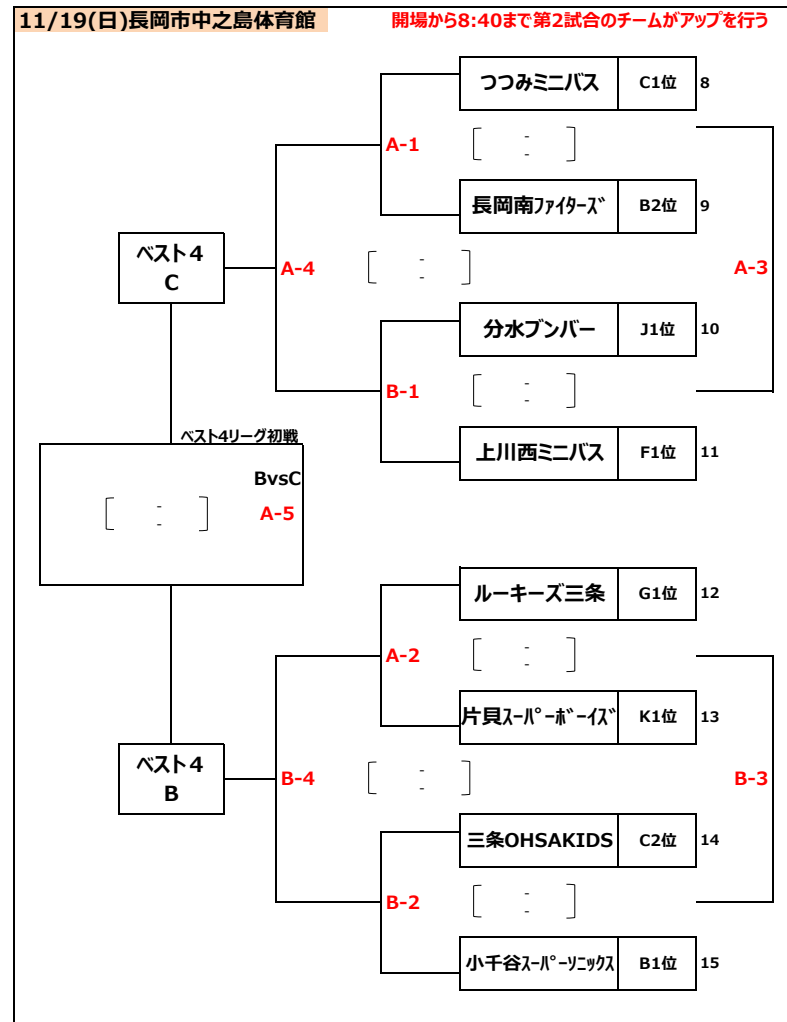 11/19(日)長岡市中之島体育館 開場から8:40まで第2試合のチームがアップを行う
つつみミニバス C1位 8
A-1 [ - - ]
長岡南ファイターズ B2位 9
ベスト4
C
A-4 [ - - ] A-3
分水ブンバー J1位 10
B-1 [ - - ]
ベスト4リーグ初戦
上川西ミニバス F1位 11
BvsC
[ - - ] A-5
ルーキーズ三条 G1位 12
A-2 [ - - ]
片貝スーパーボーイズ K1位 13
ベスト4
B
B-4 [ - - ] B-3
三条OHSAKIDS C2位 14
B-2 [ - - ]
小千谷スーパーソニックス B1位 15